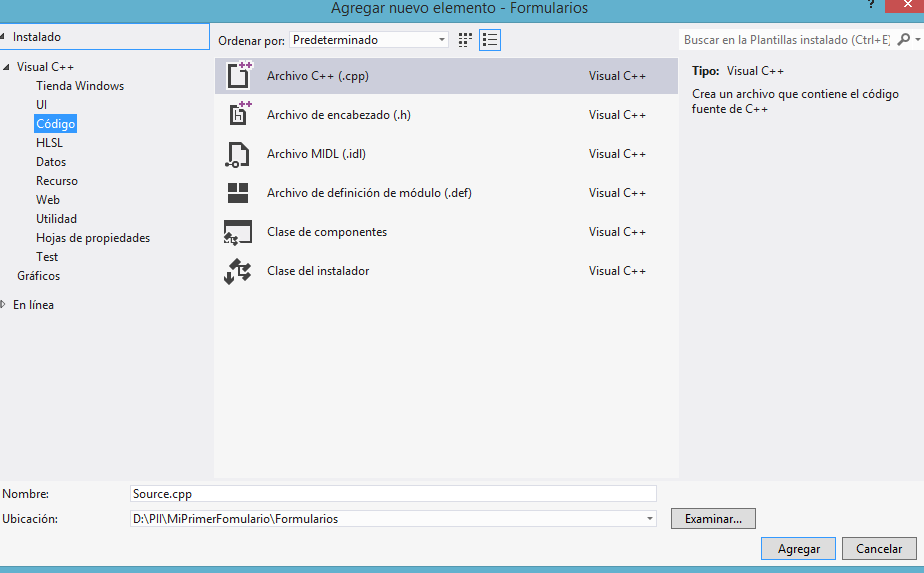 Agregar nuevo elemento - Formularios
?
Instalado
Ordenar por: Predeterminado
Buscar en la Plantillas instalado (Ctrl+E)
Visual C++
Tienda Windows
UI
Código
HLSL
Datos
Recurso
Web
Utilidad
Hojas de propiedades
Test
Gráficos
En línea
Archivo C++ (.cpp) Visual C++
Archivo de encabezado (.h) Visual C++
Archivo MIDL (.idl) Visual C++
Archivo de definición de módulo (.def) Visual C++
Clase de componentes Visual C++
Clase del instalador Visual C++
Tipo: Visual C++
Crea un archivo que contiene el código
fuente de C++
Nombre: Source.cpp
Ubicación: D:\PII\MiPrimerFomulario\Formularios
Examinar...
Agregar Cancelar